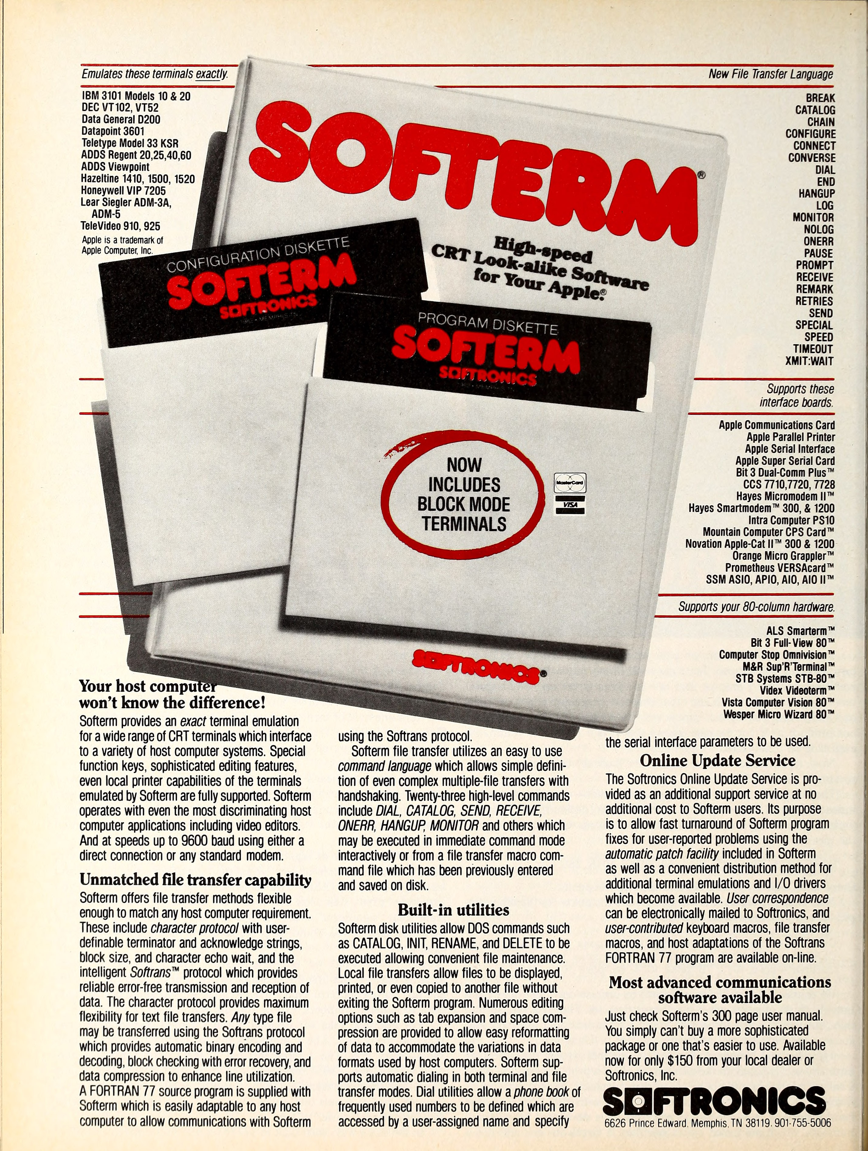 Emulates these terminals exactly.
IBM 3101 Models 10 & 20
DEC VT102, VT52
Data General D200
Datapoint 3601
Teletype Model 33 KSR
ADDS Regent 20,25,40,60
ADDS Viewpoint
Hazeltine 1410, 1500, 1520
Honeywell VIP 7205
Lear Siegler ADM-3A,
ADM-5
TeleVideo 910, 925
Apple is a trademark of
Apple Computer, Inc.
SOFTERM®
High-speed
CRT Look-alike Software
for Your Apple.®
CONFIGURATION DISKETTE
SOFTERM
SOFTRONICS
PROGRAM DISKETTE
SOFTERM
SOFTRONICS
NOW
INCLUDES
BLOCK MODE
TERMINALS
MasterCard
VISA
SOFTRONICS®
New File Transfer Language
BREAK
CATALOG
CHAIN
CONFIGURE
CONNECT
CONVERSE
DIAL
END
HANGUP
LOG
MONITOR
NOLOG
ONERR
PAUSE
PROMPT
RECEIVE
REMARK
RETRIES
SEND
SPECIAL
SPEED
TIMEOUT
XMIT:WAIT
Supports these
interface boards.
Apple Communications Card
Apple Parallel Printer
Apple Serial Interface
Apple Super Serial Card
Bit 3 Dual-Comm Plus™
CCS 7710,7720, 7728
Hayes Micromodem II™
Hayes Smartmodem™ 300, & 1200
Intra Computer PS10
Mountain Computer CPS Card™
Novation Apple-Cat II™ 300 & 1200
Orange Micro Grappler™
Prometheus VERSAcard™
SSM ASIO, APIO, AIO, AIO II™
Supports your 80-column hardware.
ALS Smarterm™
Bit 3 Full-View 80™
Computer Stop Omnivision™
M&R Sup'R'Terminal™
STB Systems STB-80™
Videx Videoterm™
Vista Computer Vision 80™
Wesper Micro Wizard 80™
Your host computer
won't know the difference!
Softerm provides an exact terminal emulation
for a wide range of CRT terminals which interface
to a variety of host computer systems. Special
function keys, sophisticated editing features,
even local printer capabilities of the terminals
emulated by Softerm are fully supported. Softerm
operates with even the most discriminating host
computer applications including video editors.
And at speeds up to 9600 baud using either a
direct connection or any standard modem.
Unmatched file transfer capability
Softerm offers file transfer methods flexible
enough to match any host computer requirement.
These include character protocol with user-
definable terminator and acknowledge strings,
block size, and character echo wait, and the
intelligent Softrans™ protocol which provides
reliable error-free transmission and reception of
data. The character protocol provides maximum
flexibility for text file transfers. Any type file
may be transferred using the Softrans protocol
which provides automatic binary encoding and
decoding, block checking with error recovery, and
data compression to enhance line utilization.
A FORTRAN 77 source program is supplied with
Softerm which is easily adaptable to any host
computer to allow communications with Softerm
using the Softrans protocol.
Softerm file transfer utilizes an easy to use
command language which allows simple defini-
tion of even complex multiple-file transfers with
handshaking. Twenty-three high-level commands
include DIAL, CATALOG, SEND, RECEIVE,
ONERR, HANGUP, MONITOR and others which
may be executed in immediate command mode
interactively or from a file transfer macro com-
mand file which has been previously entered
and saved on disk.
Built-in utilities
Softerm disk utilities allow DOS commands such
as CATALOG, INIT, RENAME, and DELETE to be
executed allowing convenient file maintenance.
Local file transfers allow files to be displayed,
printed, or even copied to another file without
exiting the Softerm program. Numerous editing
options such as tab expansion and space com-
pression are provided to allow easy reformatting
of data to accommodate the variations in data
formats used by host computers. Softerm sup-
ports automatic dialing in both terminal and file
transfer modes. Dial utilities allow a phone book of
frequently used numbers to be defined which are
accessed by a user-assigned name and specify
the serial interface parameters to be used.
Online Update Service
The Softronics Online Update Service is pro-
vided as an additional support service at no
additional cost to Softerm users. Its purpose
is to allow fast turnaround of Softerm program
fixes for user-reported problems using the
automatic patch facility included in Softerm
as well as a convenient distribution method for
additional terminal emulations and I/O drivers
which become available. User correspondence
can be electronically mailed to Softronics, and
user-contributed keyboard macros, file transfer
macros, and host adaptations of the Softrans
FORTRAN 77 program are available on-line.
Most advanced communications
software available
Just check Softerm's 300 page user manual.
You simply can't buy a more sophisticated
package or one that's easier to use. Available
now for only $150 from your local dealer or
Softronics, Inc.
SOFTRONICS
6626 Prince Edward, Memphis, TN 38119. 901-755-5006